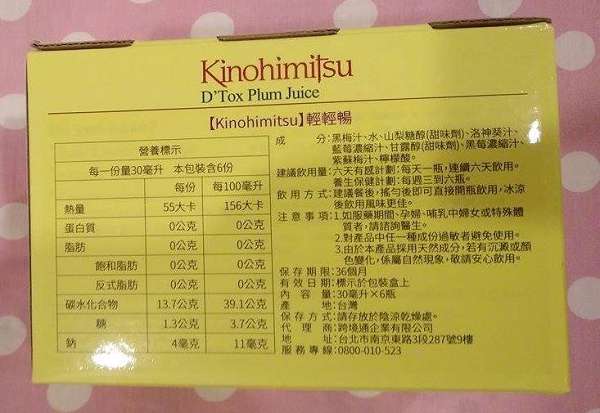 Kinohimitsu
D'Tox Plum Juice
【Kinohimitsu】輕輕暢
營養標示
每一份量30毫升 本包裝含6份
每份 每100毫升
熱量 55大卡 156大卡
蛋白質 0公克 0公克
脂肪 0公克 0公克
飽和脂肪 0公克 0公克
反式脂肪 0公克 0公克
碳水化合物 13.7公克 39.1公克
糖 1.3公克 3.7公克
鈉 4毫克 11毫克
成分:黑梅汁、水、山梨糖醇(甜味劑)、洛神葵汁、
藍莓濃縮汁、甘露醇(甜味劑)、黑莓濃縮汁、
紫蘇梅汁、檸檬酸。
建議飲用量:六天有感計劃:每天一瓶,連續六天飲用。
養生保健計劃:每週三到六瓶。
飲用方式:建議餐後,搖勻後即可直接開瓶飲用,冰涼
後飲用風味更佳。
注意事項:1.如服藥期間、孕婦、哺乳中婦女或特殊體
質者,請諮詢醫生。
2.對產品中任一種成份過敏者避免使用。
3.由於本產品採用天然成分,若有沉澱或顏
色變化,係屬自然現象,敬請安心飲用。
保存期限:36個月
有效日期:標示於包裝盒上
內容量:30毫升×6瓶
產地:台灣
保存方式:請存放於陰涼乾燥處。
代理商:跨境通企業有限公司
地址:台北市南京東路3段287號9樓
服務專線:0800-010-523